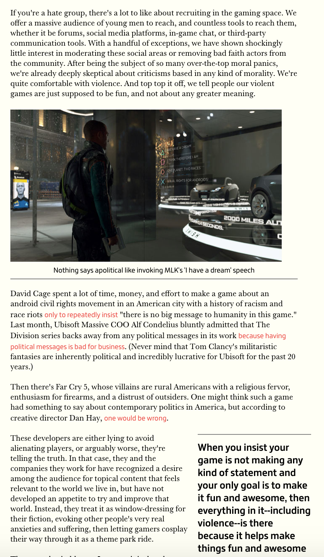 If you're a hate group, there's a lot to like about recruiting in the gaming space. We
offer a massive audience of young men to reach, and countless tools to reach them,
whether it be forums, social media platforms, in-game chat, or third-party
communication tools. With a handful of exceptions, we have shown shockingly
little interest in moderating these social areas or removing bad faith actors from
the community. After being the subject of so many over-the-top moral panics,
we're already deeply skeptical about criticisms based in any kind of morality. We're
quite comfortable with violence. And top top it off, we tell people our violent
games are just supposed to be fun, and not about any greater meaning.
2000 MILES
Nothing says apolitical like invoking MLK's 'I have a dream' speech
David Cage spent a lot of time, money, and effort to make a game about an
android civil rights movement in an American city with a history of racism and
race riots only to repeatedly insist "there is no big message to humanity in this game."
Last month, Ubisoft Massive COO Alf Condelius bluntly admitted that The
Division series backs away from any political messages in its work because having
political messages is bad for business. (Never mind that Tom Clancy's militaristic
fantasies are inherently political and incredibly lucrative for Ubisoft for the past 20
years.)
Then there's Far Cry 5, whose villains are rural Americans with a religious fervor,
enthusiasm for firearms, and a distrust of outsiders. One might think such a game
had something to say about contemporary politics in America, but according to
creative director Dan Hay, one would be wrong.
These developers are either lying to avoid
alienating players, or arguably worse, they're
telling the truth. In that case, they and the
companies they work for have recognized a desire
among the audience for topical content that feels
relevant to the world we live in, but have not
developed an appetite to try and improve that
world. Instead, they treat it as window-dressing for
their fiction, evoking other people's very real
anxieties and suffering, then letting gamers cosplay
their way through it as a theme park ride.
When you insist your
game is not making any
kind of statement and
your only goal is to make
it fun and awesome, then
everything in it--including
violence--is there
because it helps make
things fun and awesome